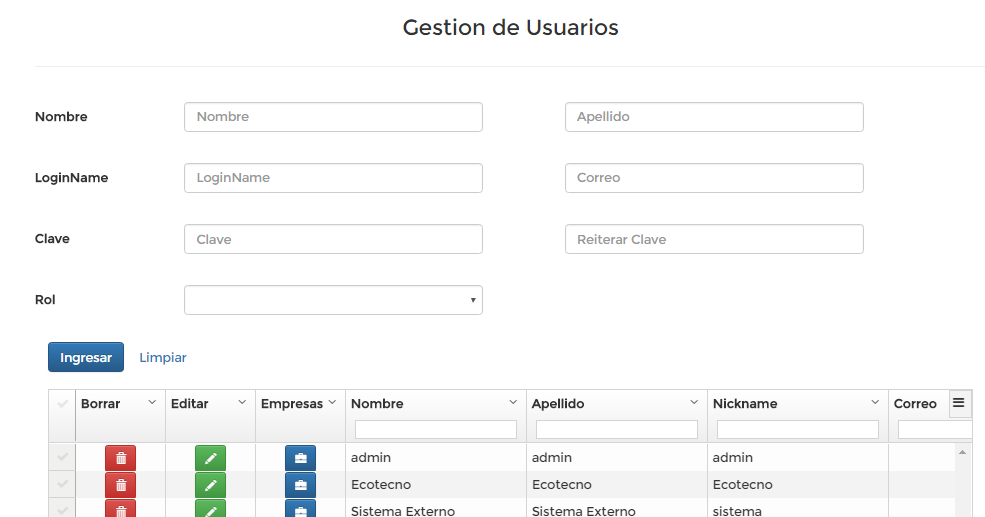 Gestion de Usuarios
Nombre Nombre Apellido
LoginName LoginName Correo
Clave Clave Reiterar Clave
Rol
Ingresar Limpiar
Borrar Editar Empresas Nombre Apellido Nickname Correo
admin admin admin
Ecotecno Ecotecno Ecotecno
Sistema Externo Sistema Externo sistema